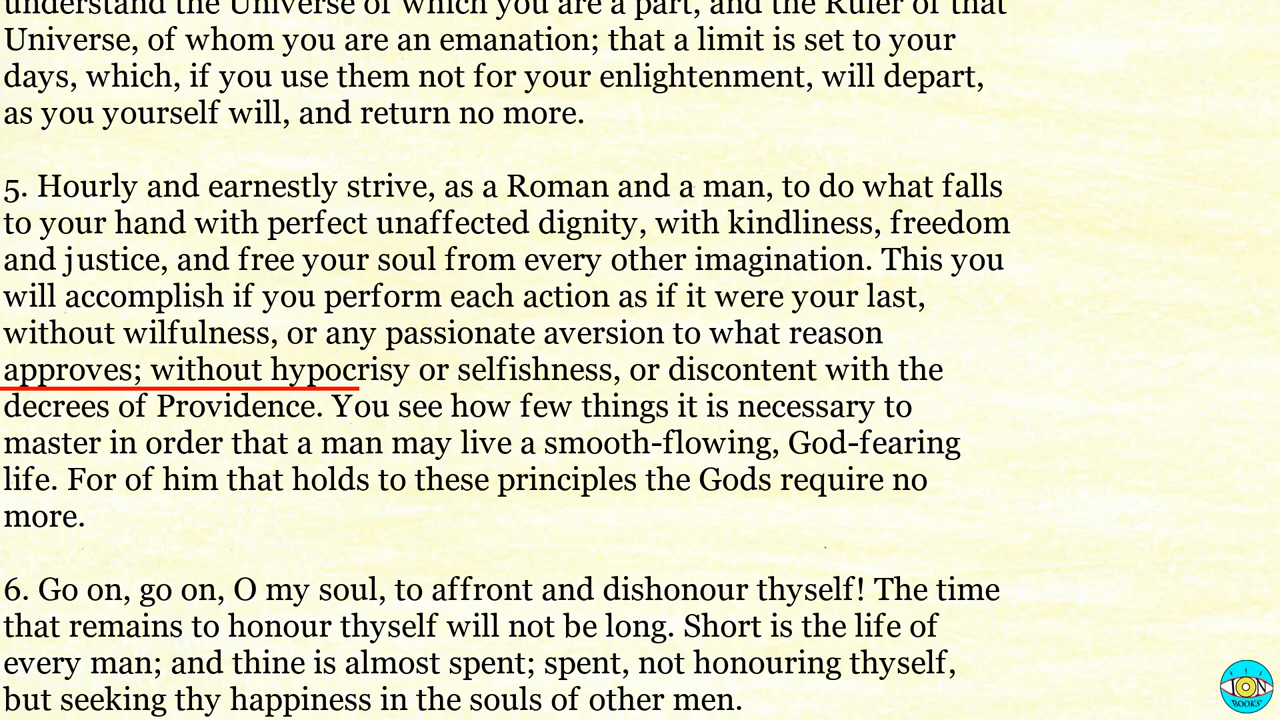 understand the Universe of which you are a part, and the Ruler of that
Universe, of whom you are an emanation; that a limit is set to your
days, which, if you use them not for your enlightenment, will depart,
as you yourself will, and return no more.
5. Hourly and earnestly strive, as a Roman and a man, to do what falls
to your hand with perfect unaffected dignity, with kindliness, freedom
and justice, and free your soul from every other imagination. This you
will accomplish if you perform each action as if it were your last,
without wilfulness, or any passionate aversion to what reason
approves; without hypocrisy or selfishness, or discontent with the
decrees of Providence. You see how few things it is necessary to
master in order that a man may live a smooth-flowing, God-fearing
life. For of him that holds to these principles the Gods require no
more.
6. Go on, go on, O my soul, to affront and dishonour thyself! The time
that remains to honour thyself will not be long. Short is the life of
every man; and thine is almost spent; spent, not honouring thyself,
but seeking thy happiness in the souls of other men.
ION
BOOKS